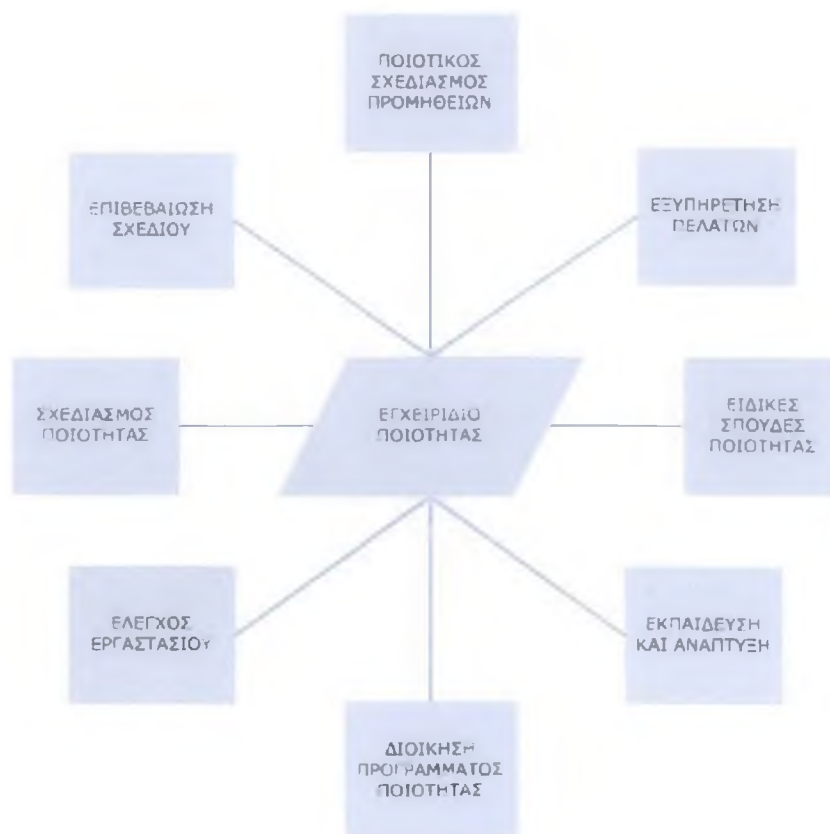 ΠΟΙΟΤΙΚΟΣ
ΣΧΕΔΙΑΣΜΟΣ
ΠΡΟΜΗΘΕΙΩΝ
ΕΠΙΒΕΒΑΙΩΣΗ
ΣΧΕΔΙΟΥ
ΕΞΥΠΗΡΕΤΗΣΗ
ΠΕΛΑΤΩΝ
ΣΧΕΔΙΑΣΜΟΣ
ΠΟΙΟΤΗΤΑΣ
ΕΓΧΕΙΡΙΔΙΟ
ΠΟΙΟΤΗΤΑΣ
ΕΙΔΙΚΕΣ
ΣΠΟΥΔΕΣ
ΠΟΙΟΤΗΤΑΣ
ΕΛΕΓΧΟΣ
ΕΡΓΑΣΤΑΣΙΟΥ
ΕΚΠΑΙΔΕΥΣΗ
ΚΑΙ ΑΝΑΠΤΥΞΗ
ΔΙΟΙΚΗΣΗ
ΠΡΟΓΡΑΜΜΑΤΟΣ
ΠΟΙΟΤΗΤΑΣ